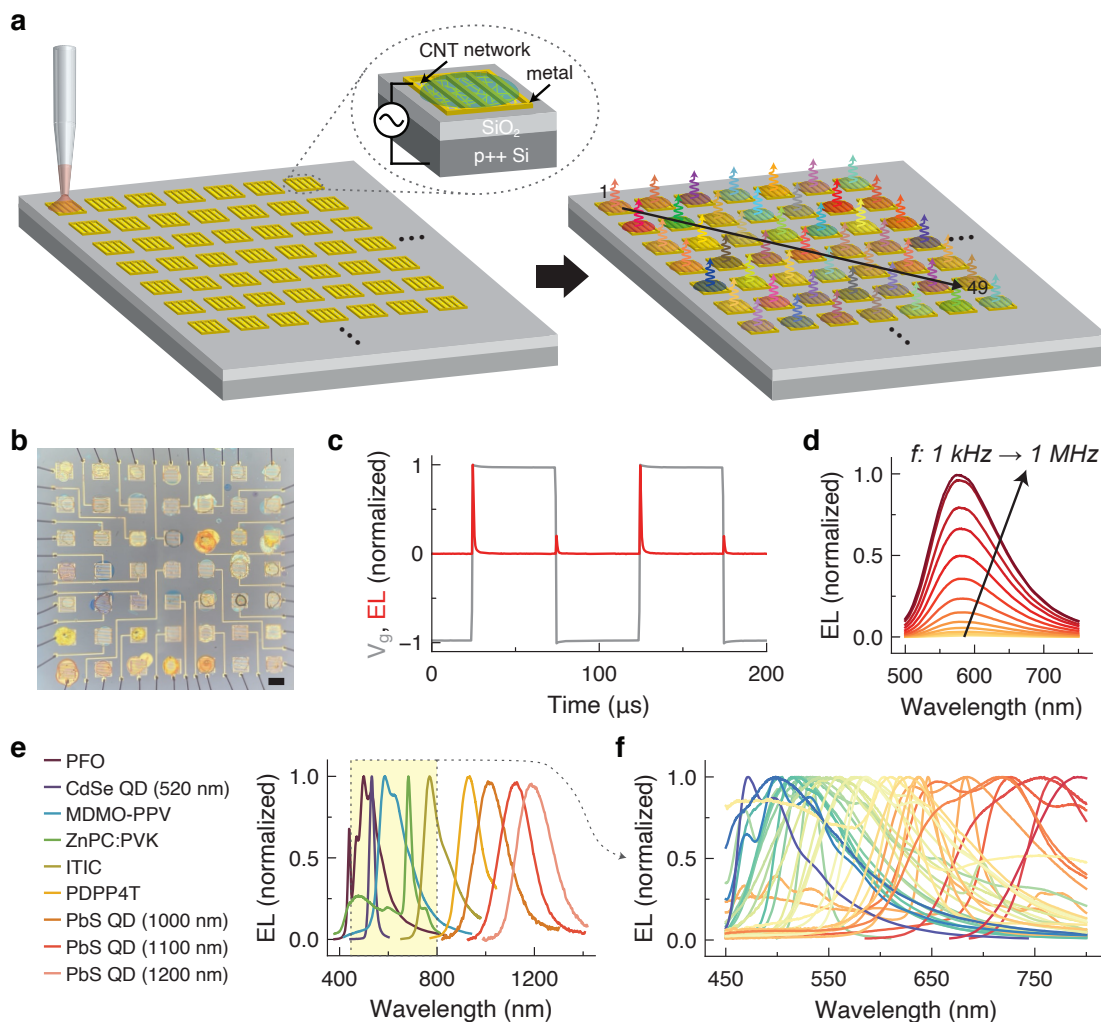 a
CNT network
metal
SiO₂
p++ Si
1
49
b
c
V_g, EL (normalized)
1
0
−1
0
100
200
Time (μs)
d
f: 1 kHz → 1 MHz
EL (normalized)
1.0
0.5
0.0
500
600
700
Wavelength (nm)
e
PFO
CdSe QD (520 nm)
MDMO-PPV
ZnPC:PVK
ITIC
PDPP4T
PbS QD (1000 nm)
PbS QD (1100 nm)
PbS QD (1200 nm)
EL (normalized)
1.0
0.5
0.0
400
800
1200
Wavelength (nm)
f
EL (normalized)
1.0
0.5
0.0
450
550
650
750
Wavelength (nm)